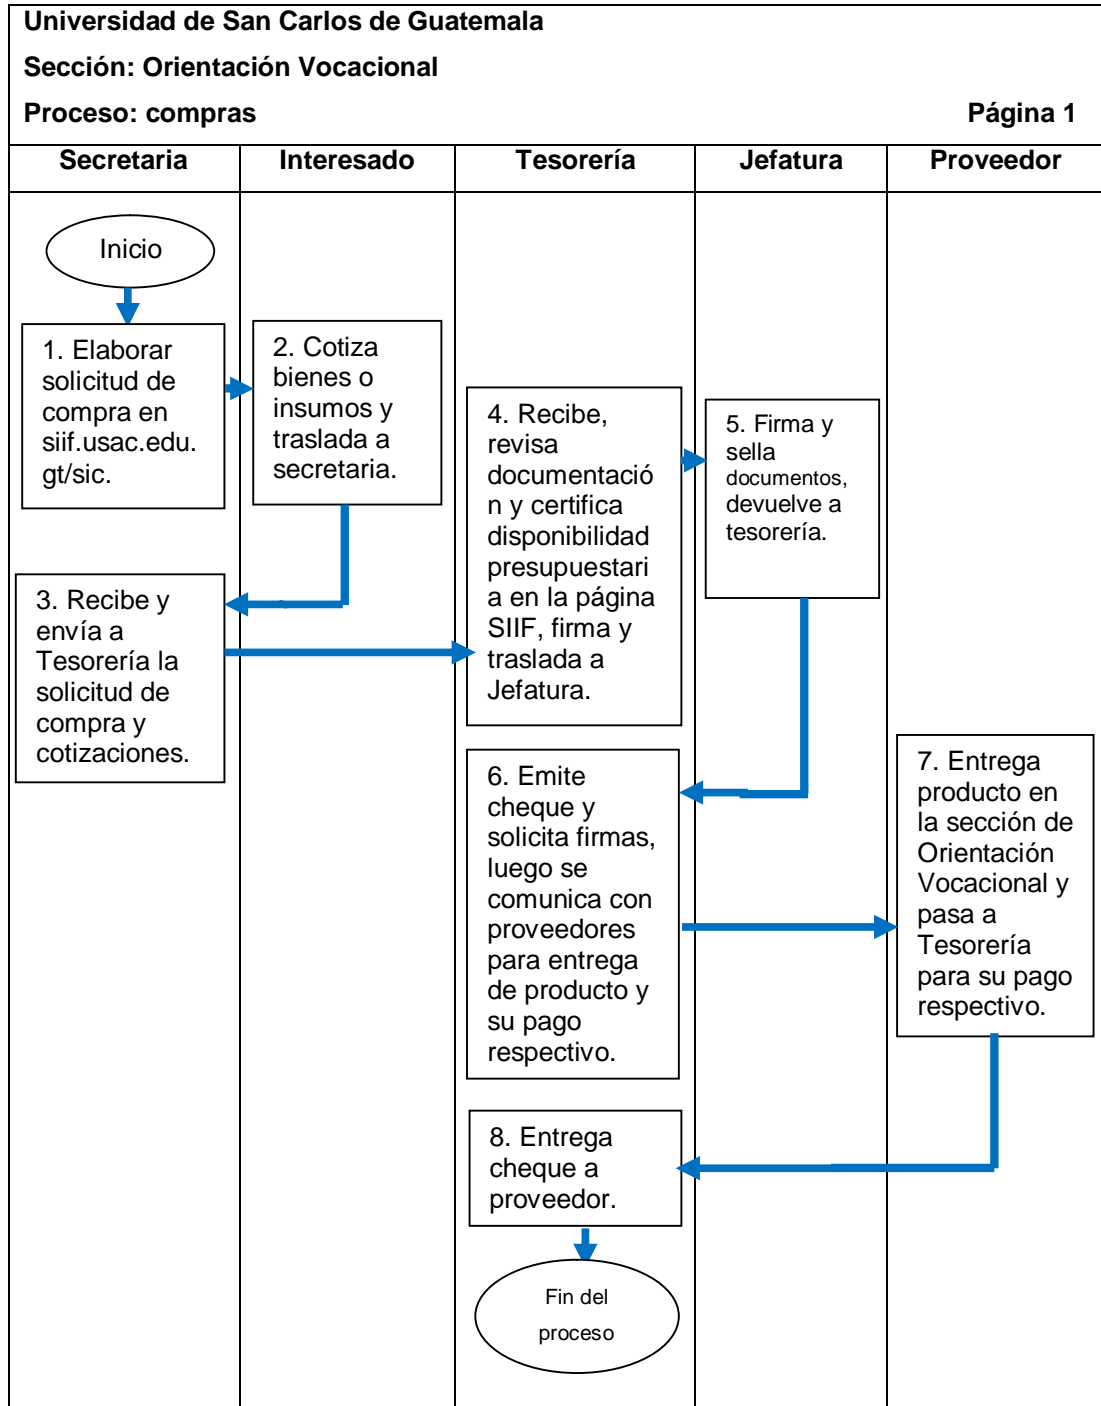 Universidad de San Carlos de Guatemala
Sección: Orientación Vocacional
Proceso: compras Página 1
Secretaria Interesado Tesorería Jefatura Proveedor
Inicio
1. Elaborar
solicitud de
compra en
siif.usac.edu.
gt/sic.
2. Cotiza
bienes o
insumos y
traslada a
secretaria.
3. Recibe y
envía a
Tesorería la
solicitud de
compra y
cotizaciones.
4. Recibe,
revisa
documentació
n y certifica
disponibilidad
presupuestari
a en la página
SIIF, firma y
traslada a
Jefatura.
5. Firma y
sella
documentos,
devuelve a
tesorería.
6. Emite
cheque y
solicita firmas,
luego se
comunica con
proveedores
para entrega
de producto y
su pago
respectivo.
7. Entrega
producto en
la sección de
Orientación
Vocacional y
pasa a
Tesorería
para su pago
respectivo.
8. Entrega
cheque a
proveedor.
Fin del
proceso